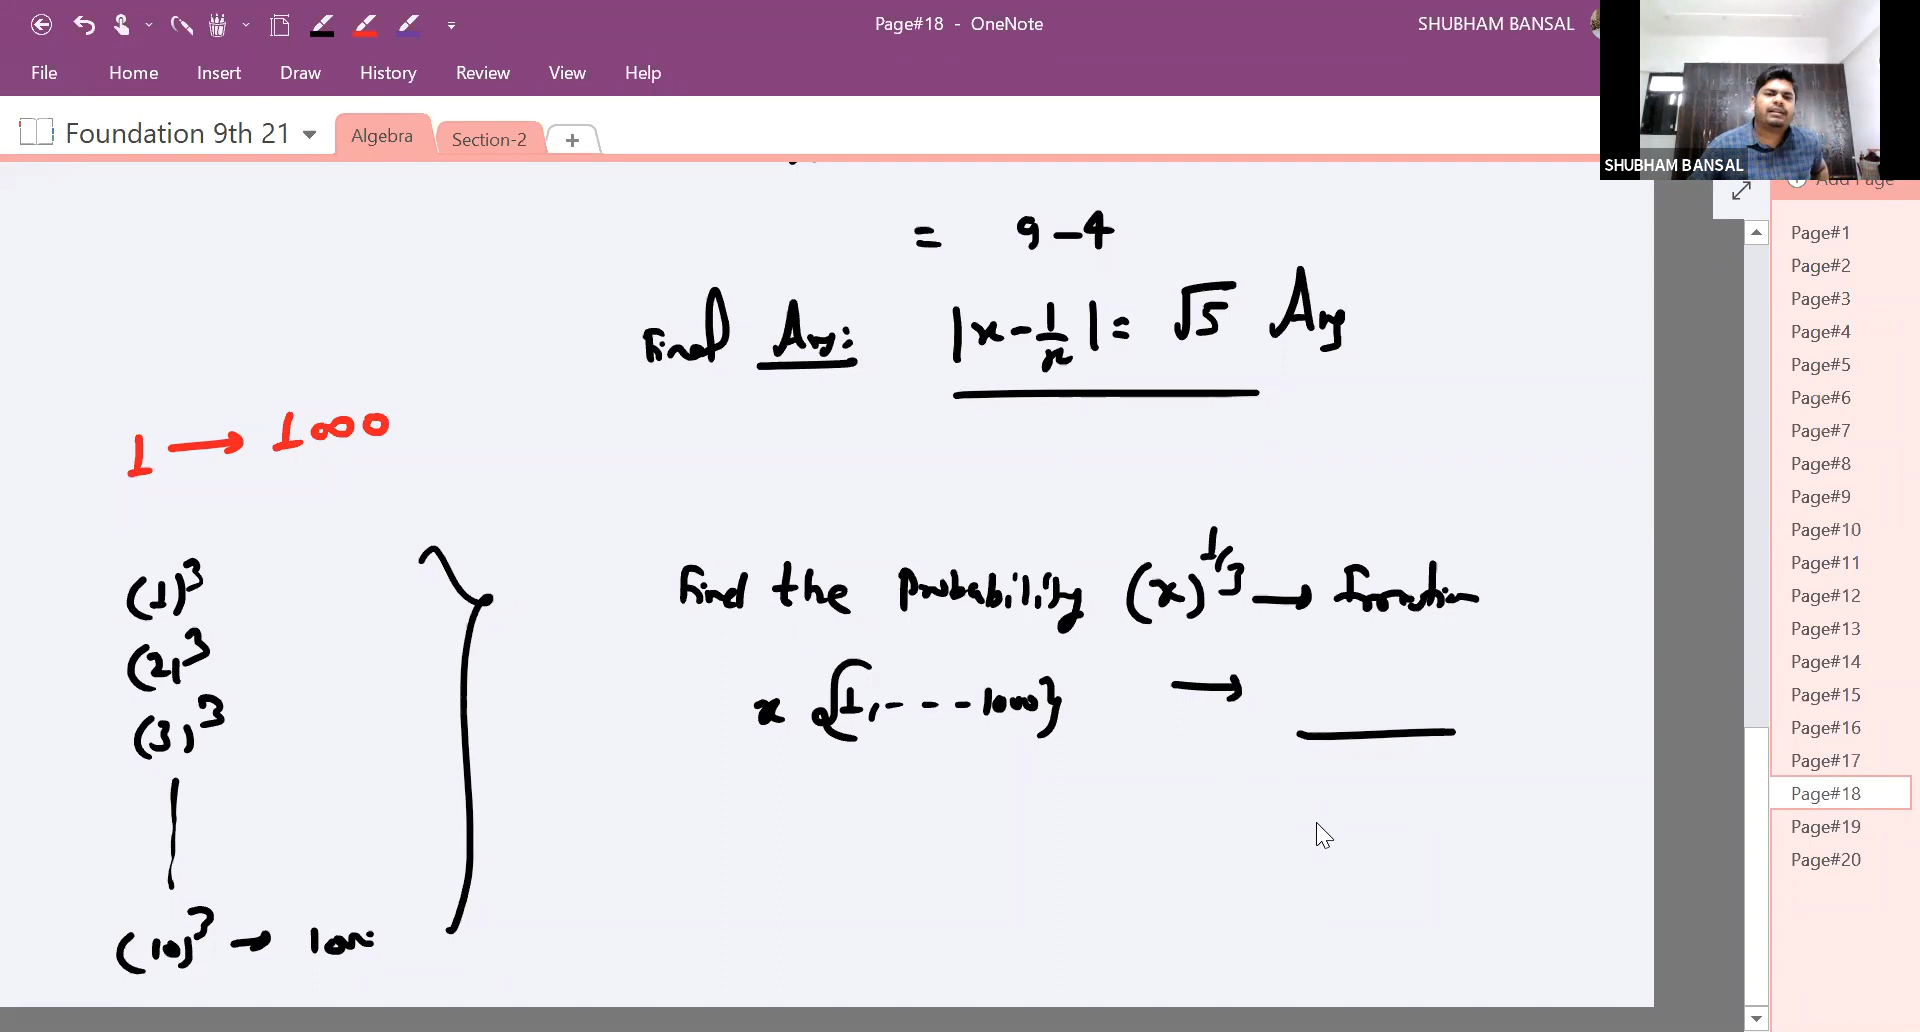 Page#18 - OneNote
SHUBHAM BANSAL
File Home Insert Draw History Review View Help
SHUBHAM BANSAL
Foundation 9th 21
Algebra
Section-2
+
Add Page
Page#1
Page#2
Page#3
Page#4
Page#5
Page#6
Page#7
Page#8
Page#9
Page#10
Page#11
Page#12
Page#13
Page#14
Page#15
Page#16
Page#17
Page#18
Page#19
Page#20
= 9-4
Final Ans: |x-1/x| = √5 Ans
1 → 1000
(1)³
(2)³
(3)³
(10)³ →
Find the Probability (x)^1/3 →
x {1, - - - - 1000} →